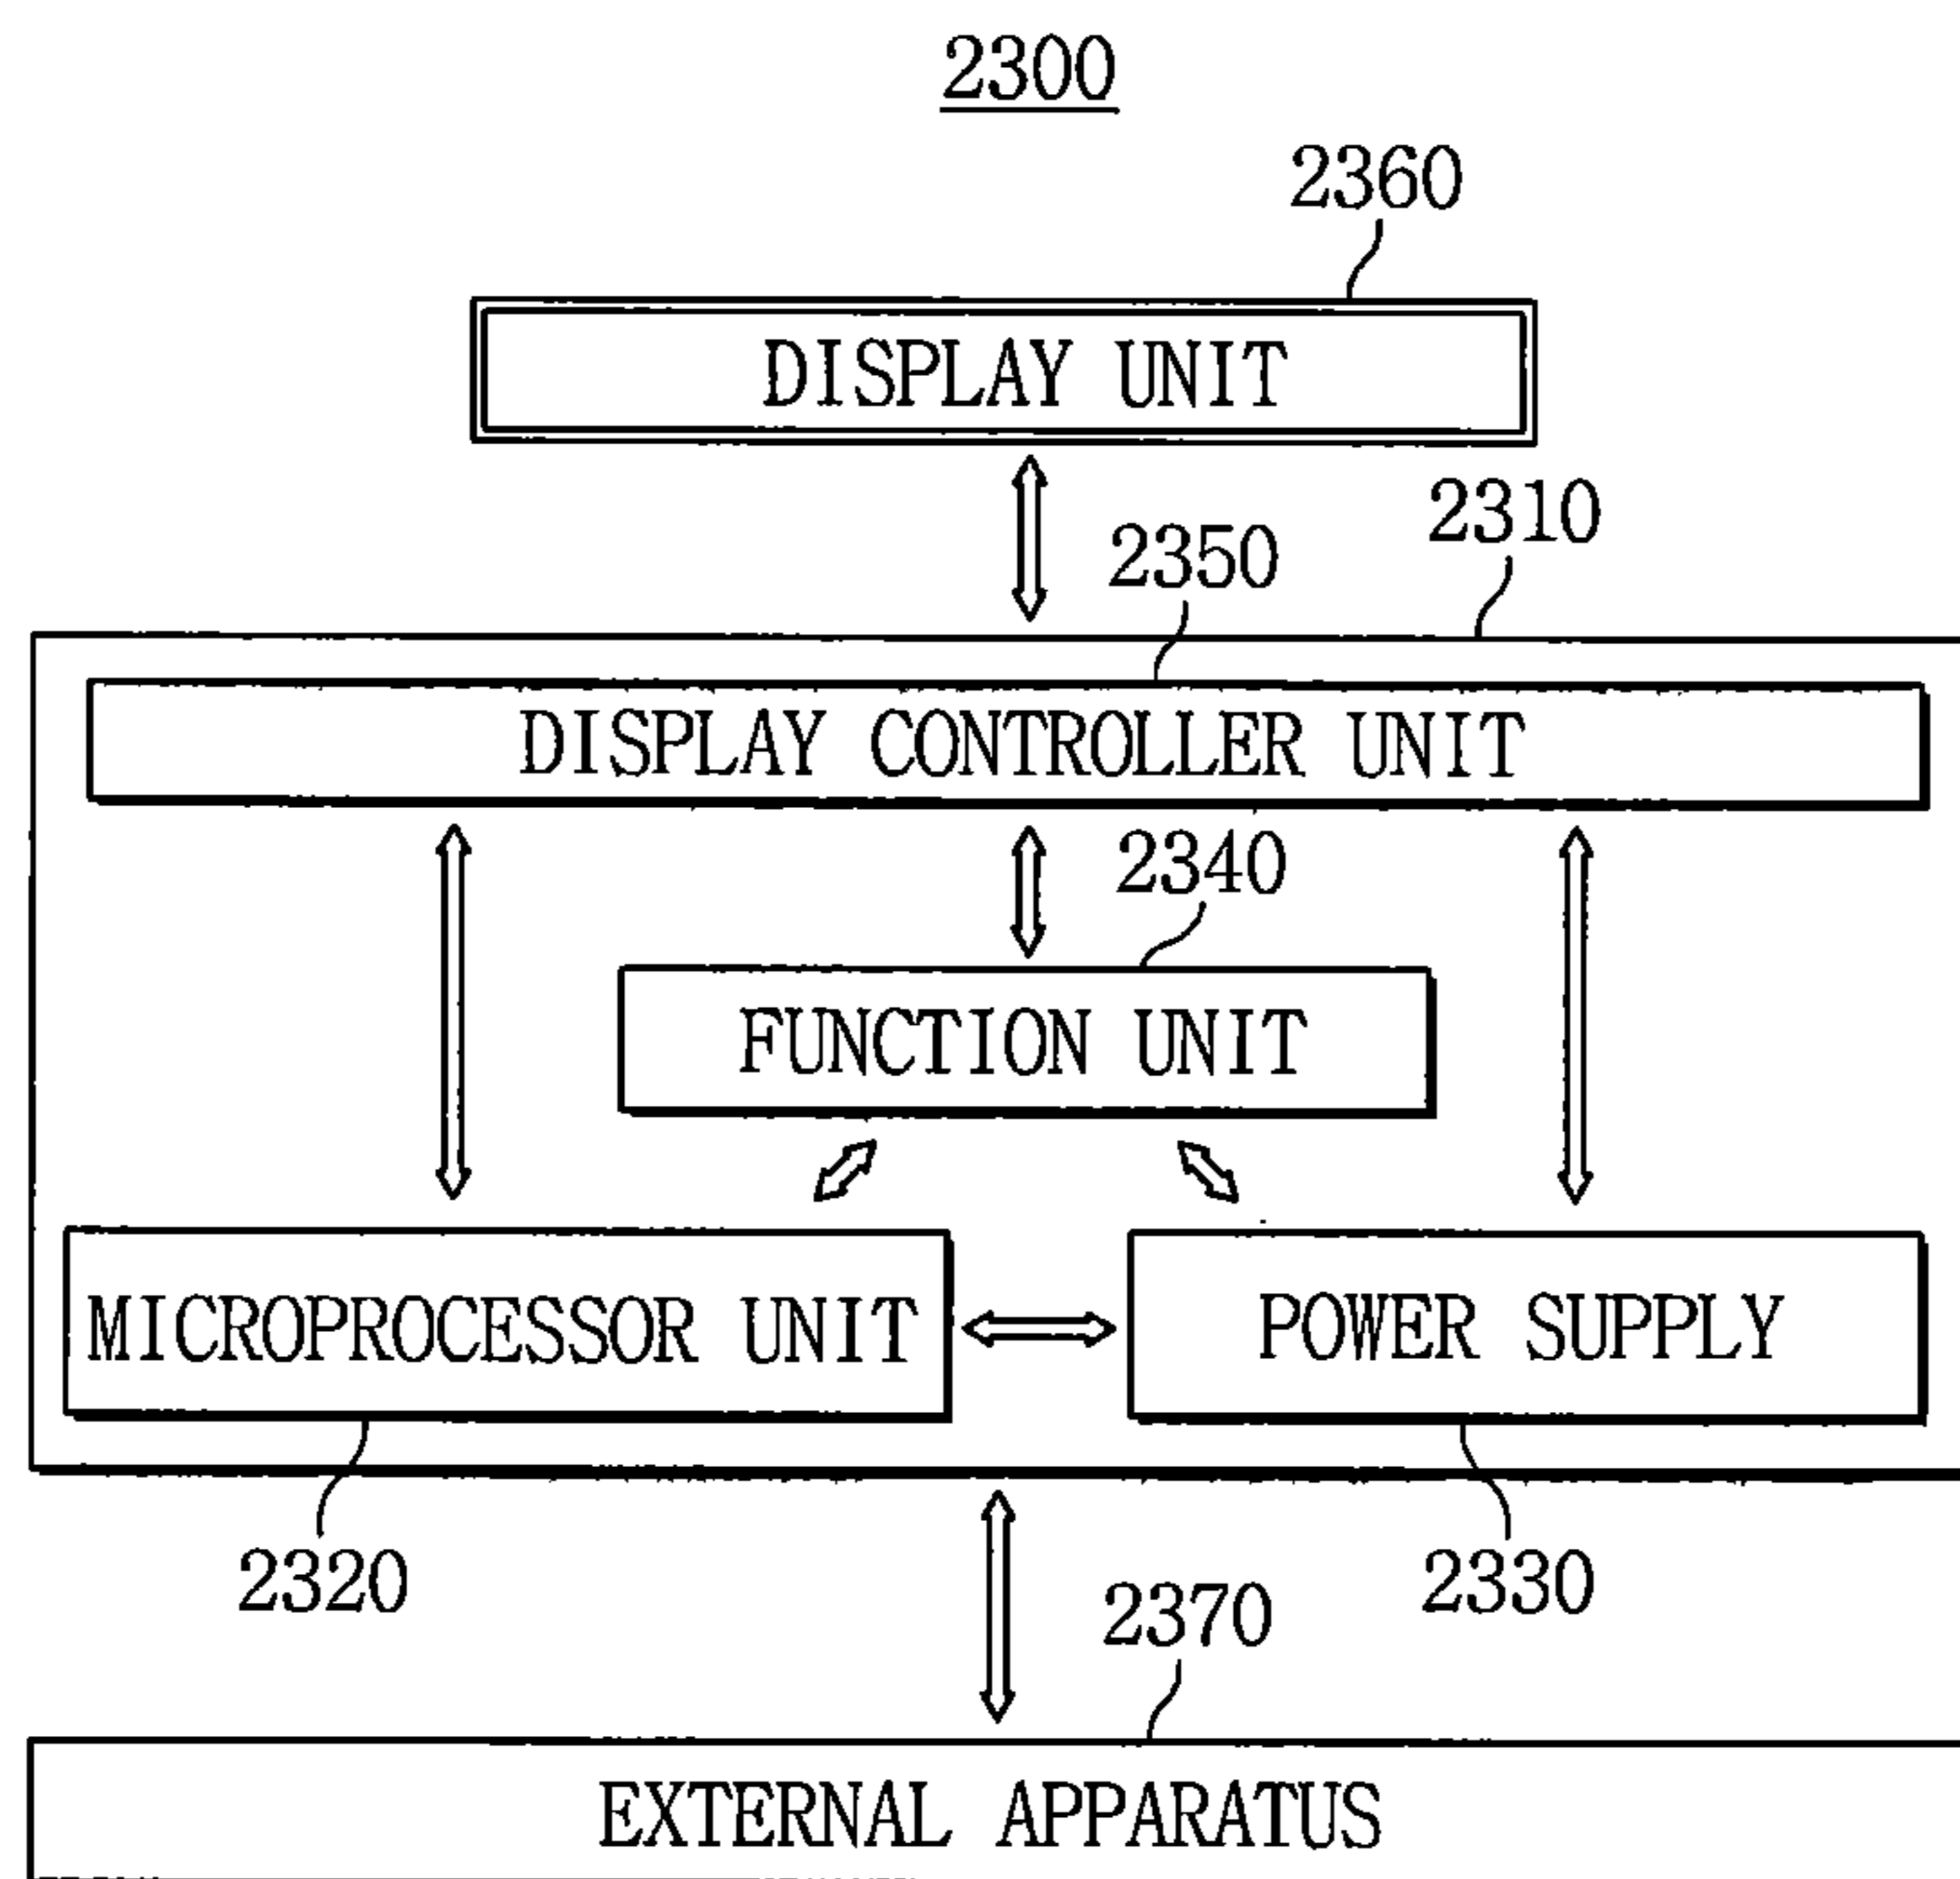 2300
2360
DISPLAY UNIT
2310
2350
DISPLAY CONTROLLER UNIT
2340
FUNCTION UNIT
MICROPROCESSOR UNIT
POWER SUPPLY
2320
2330
2370
EXTERNAL APPARATUS